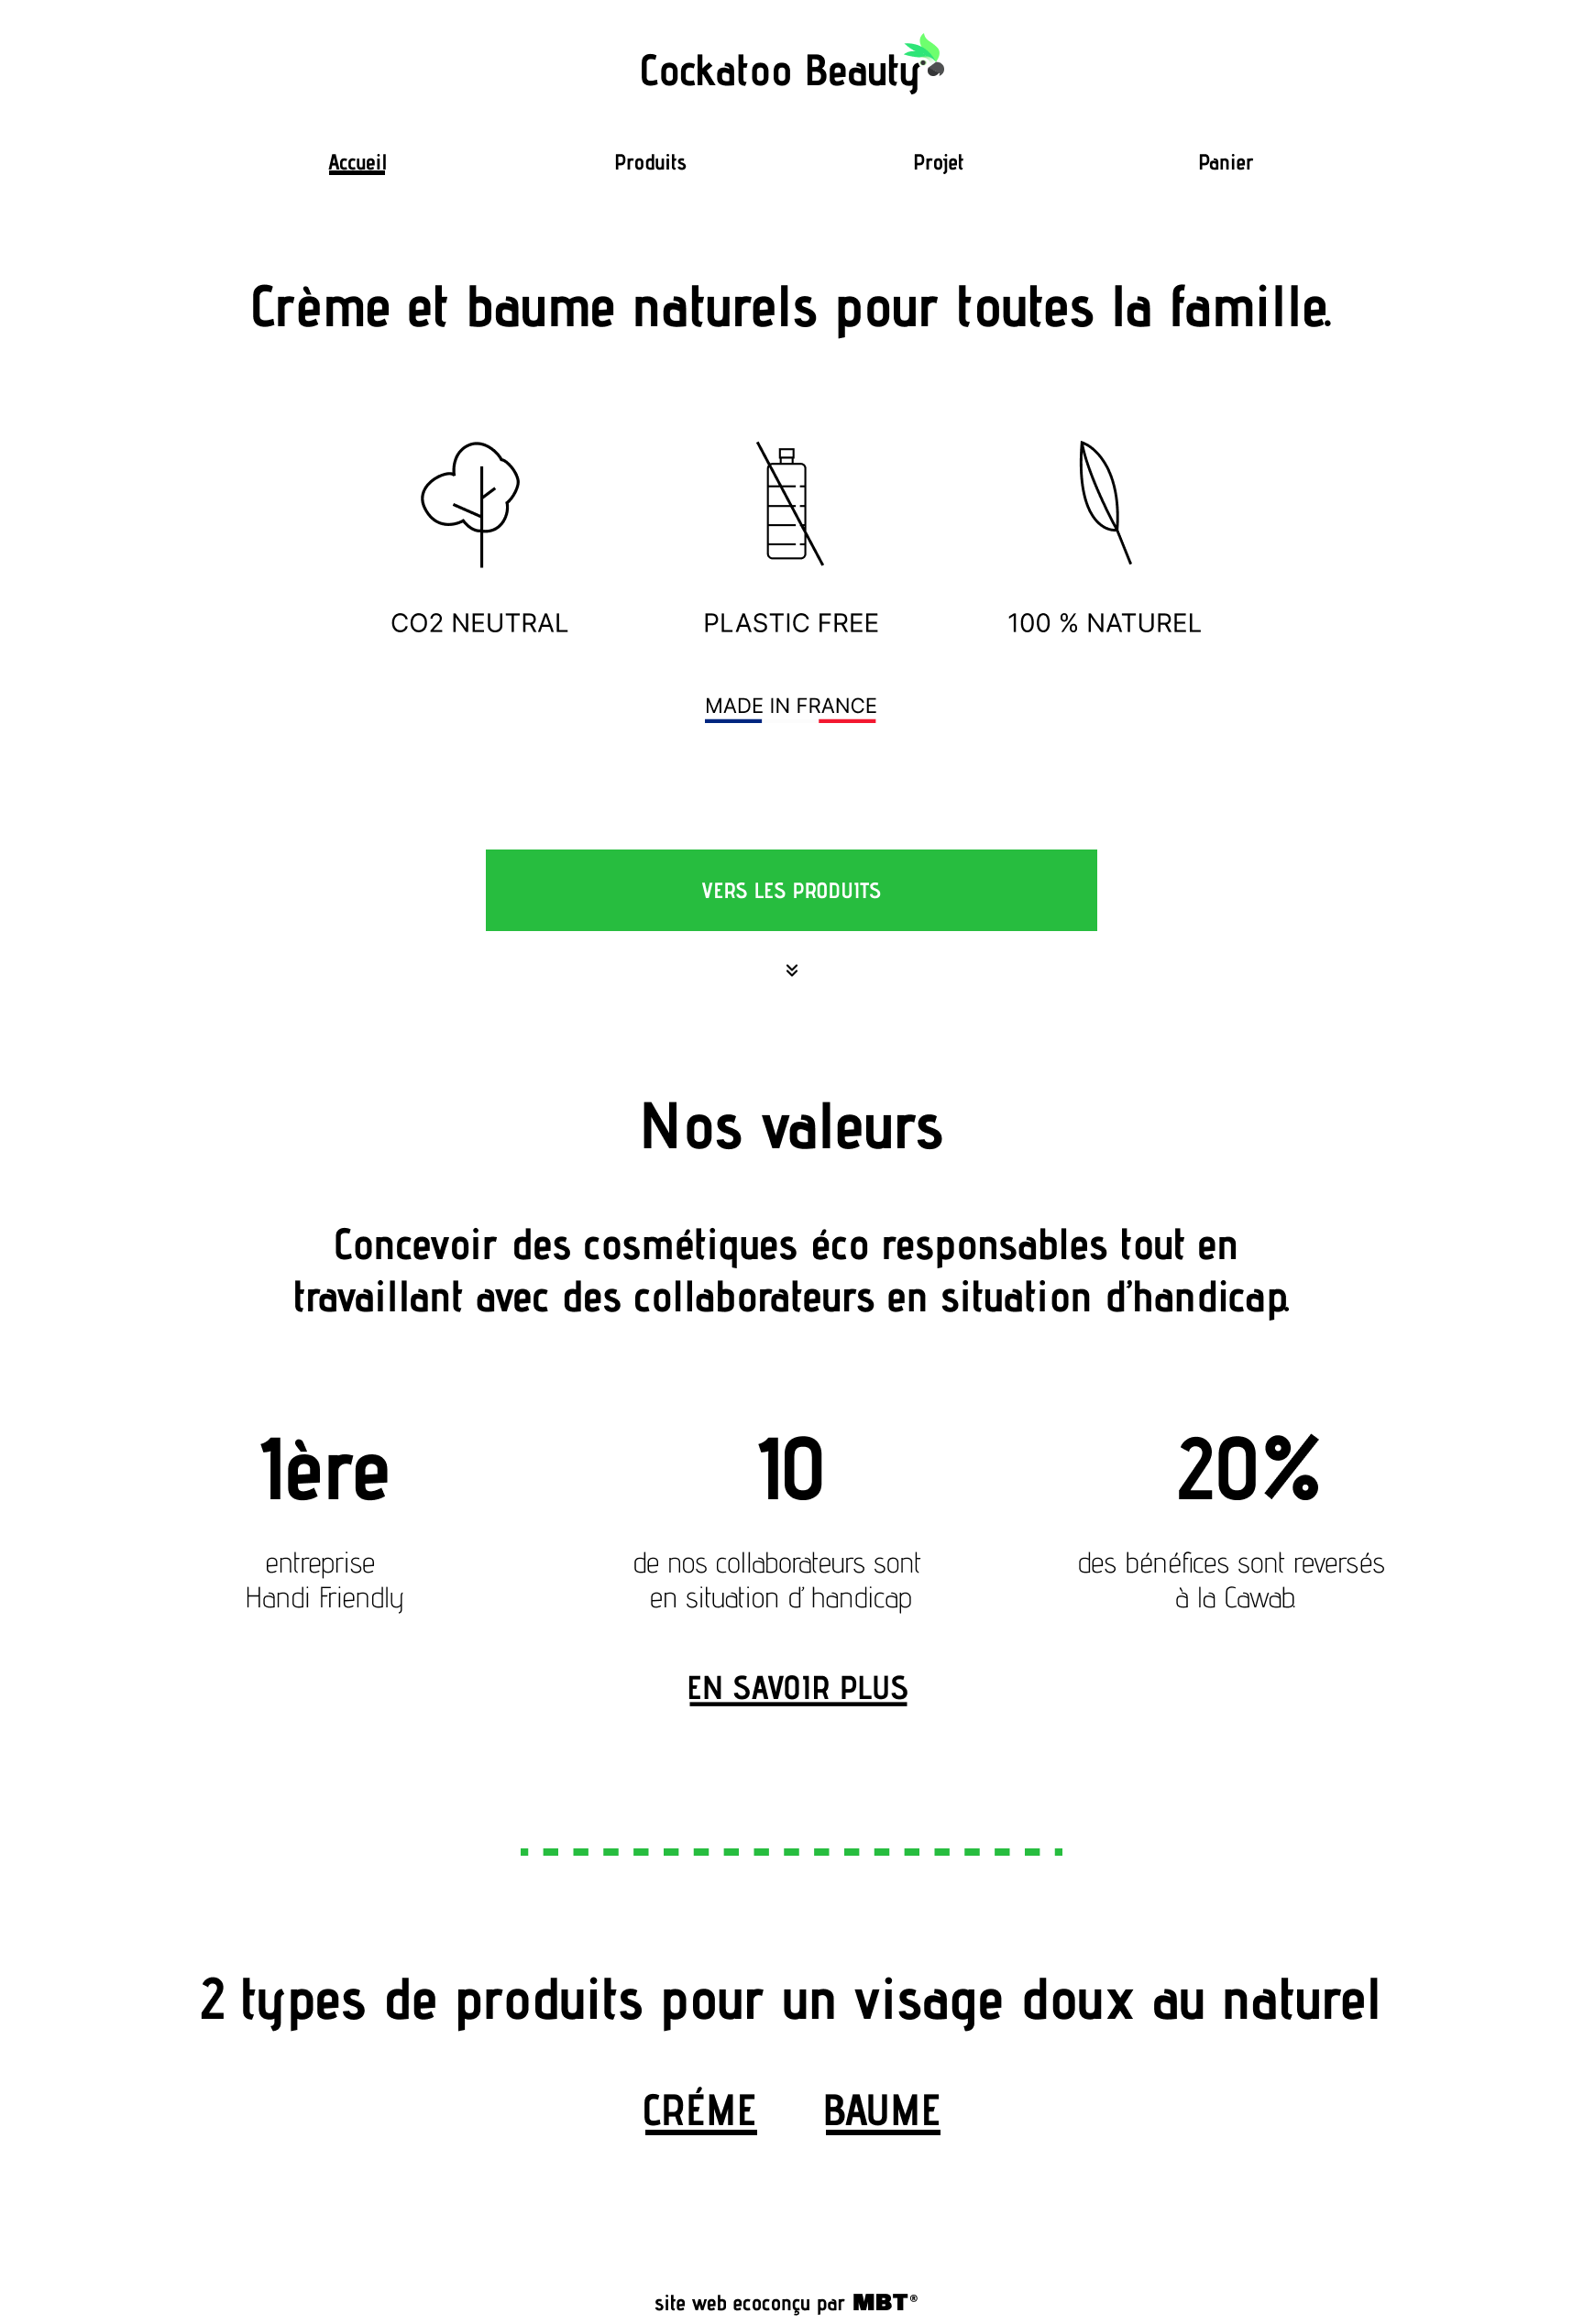 Cockatoo Beauty
Accueil Produits Projet Panier
Crème et baume naturels pour toutes la famille.
CO2 NEUTRAL PLASTIC FREE 100 % NATUREL
MADE IN FRANCE
VERS LES PRODUITS
Nos valeurs
Concevoir des cosmétiques éco responsables tout en
travaillant avec des collaborateurs en situation d’handicap.
1ère
entreprise
Handi Friendly
10
de nos collaborateurs sont
en situation d’ handicap
20%
des bénéfices sont reversés
à la Cawab.
EN SAVOIR PLUS
2 types de produits pour un visage doux au naturel
CRÉME BAUME
site web ecoconçu par MBT®